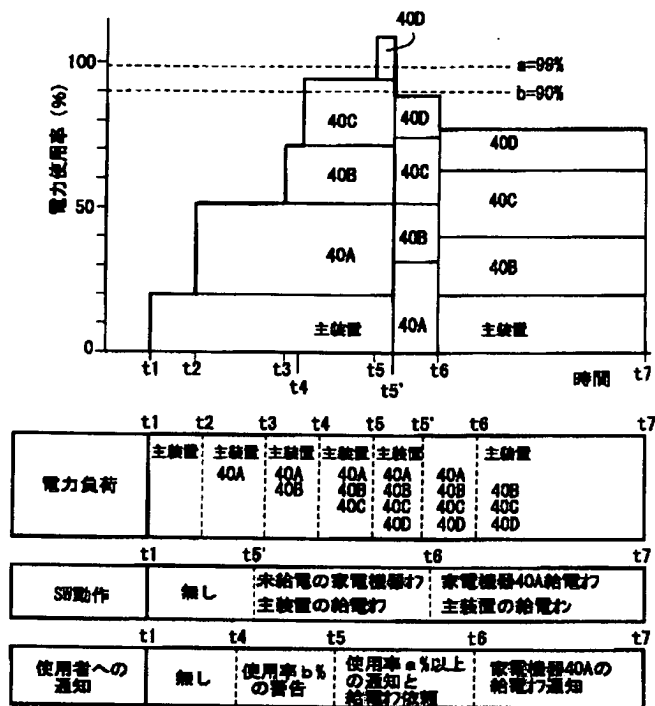 40D
100
a=99%
b=90%
40C
40D
40D
40B
40C
40C
50
40A
40B
40B
主装置
40A
主装置
0
電力使用率 (%)
t1
t2
t3
t4
t5
t5'
t6
時間
t7
t1
t2
t3
t4
t5
t5'
t6
t7
電力負荷
主装置
主装置
40A
主装置
40A
40B
主装置
40A
40B
40C
主装置
40A
40B
40C
40D
40A
40B
40C
40D
主装置
40B
40C
40D
t1
t5'
t6
t7
SW動作
無し
未給電の家電機器オフ
主装置の給電オフ
家電機器40A給電オフ
主装置の給電オン
t1
t4
t5
t6
t7
使用者への
通知
無し
使用率b%
の警告
使用率a%以上
の通知と
給電オフ依頼
家電機器40Aの
給電オフ通知